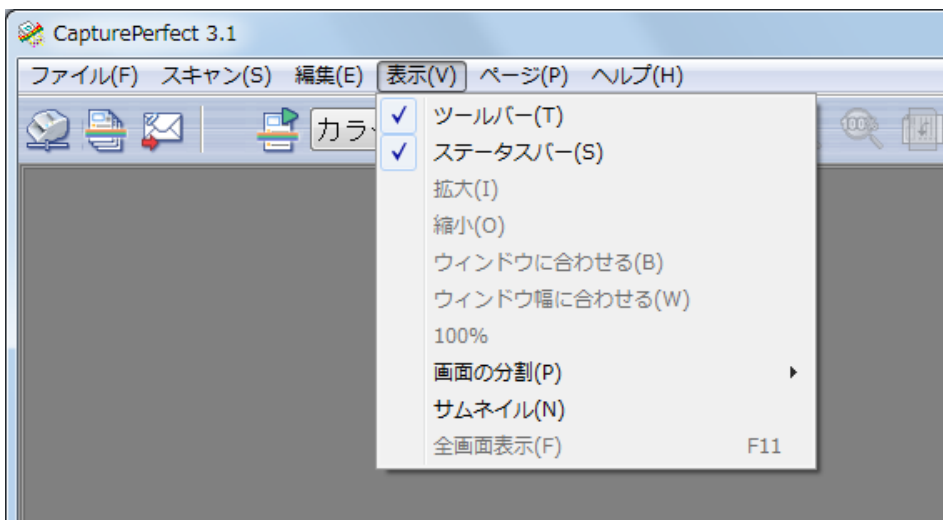 CapturePerfect 3.1
ファイル(F) スキャン(S) 編集(E) 表示(V) ページ(P) ヘルプ(H)
カラ
100%
ツールバー(T)
ステータスバー(S)
拡大(I)
縮小(O)
ウィンドウに合わせる(B)
ウィンドウ幅に合わせる(W)
100%
画面の分割(P)
サムネイル(N)
全画面表示(F) F11